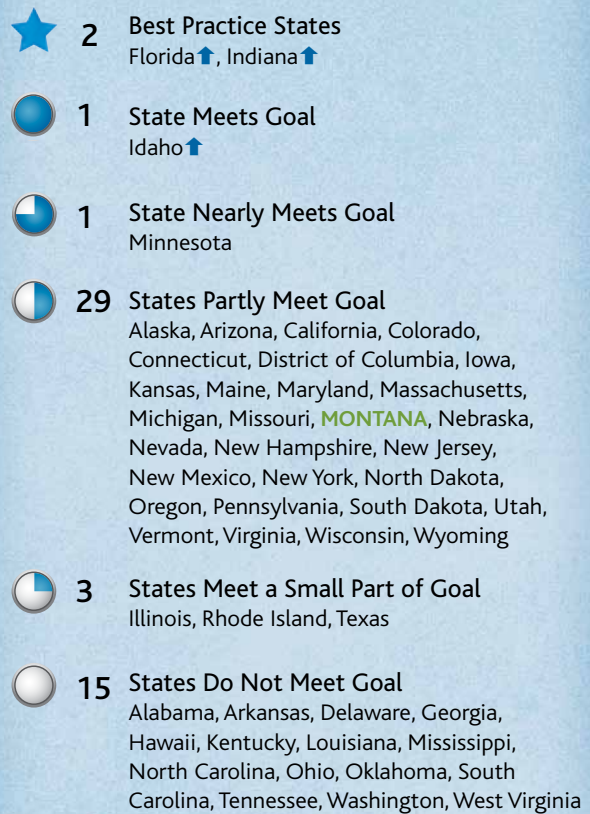 2 Best Practice States
Florida⬆, Indiana⬆
1 State Meets Goal
Idaho⬆
1 State Nearly Meets Goal
Minnesota
29 States Partly Meet Goal
Alaska, Arizona, California, Colorado,
Connecticut, District of Columbia, Iowa,
Kansas, Maine, Maryland, Massachusetts,
Michigan, Missouri, MONTANA, Nebraska,
Nevada, New Hampshire, New Jersey,
New Mexico, New York, North Dakota,
Oregon, Pennsylvania, South Dakota, Utah,
Vermont, Virginia, Wisconsin, Wyoming
3 States Meet a Small Part of Goal
Illinois, Rhode Island, Texas
15 States Do Not Meet Goal
Alabama, Arkansas, Delaware, Georgia,
Hawaii, Kentucky, Louisiana, Mississippi,
North Carolina, Ohio, Oklahoma, South
Carolina, Tennessee, Washington, West Virginia